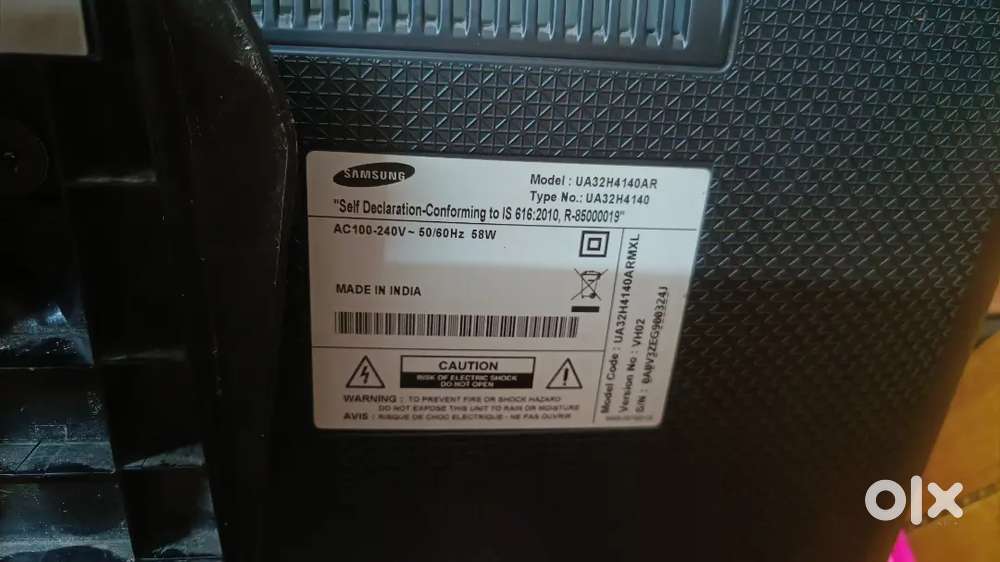 SAMSUNG
Model : UA32H4140AR
Type No.: UA32H4140
"Self Declaration-Conforming to IS 616:2010, R-85000019"
AC100-240V~ 50/60Hz 58W
MADE IN INDIA
CAUTION
RISK OF ELECTRIC SHOCK
DO NOT OPEN
WARNING : TO PREVENT FIRE OR SHOCK HAZARD
DO NOT EXPOSE THIS UNIT TO RAIN OR MOISTURE
AVIS : RISQUE DE CHOC ELECTRIQUE - NE PAS OUVRIR
Model Code : UA32H4140ARMXL
Version No : VH02
S/N :
olx